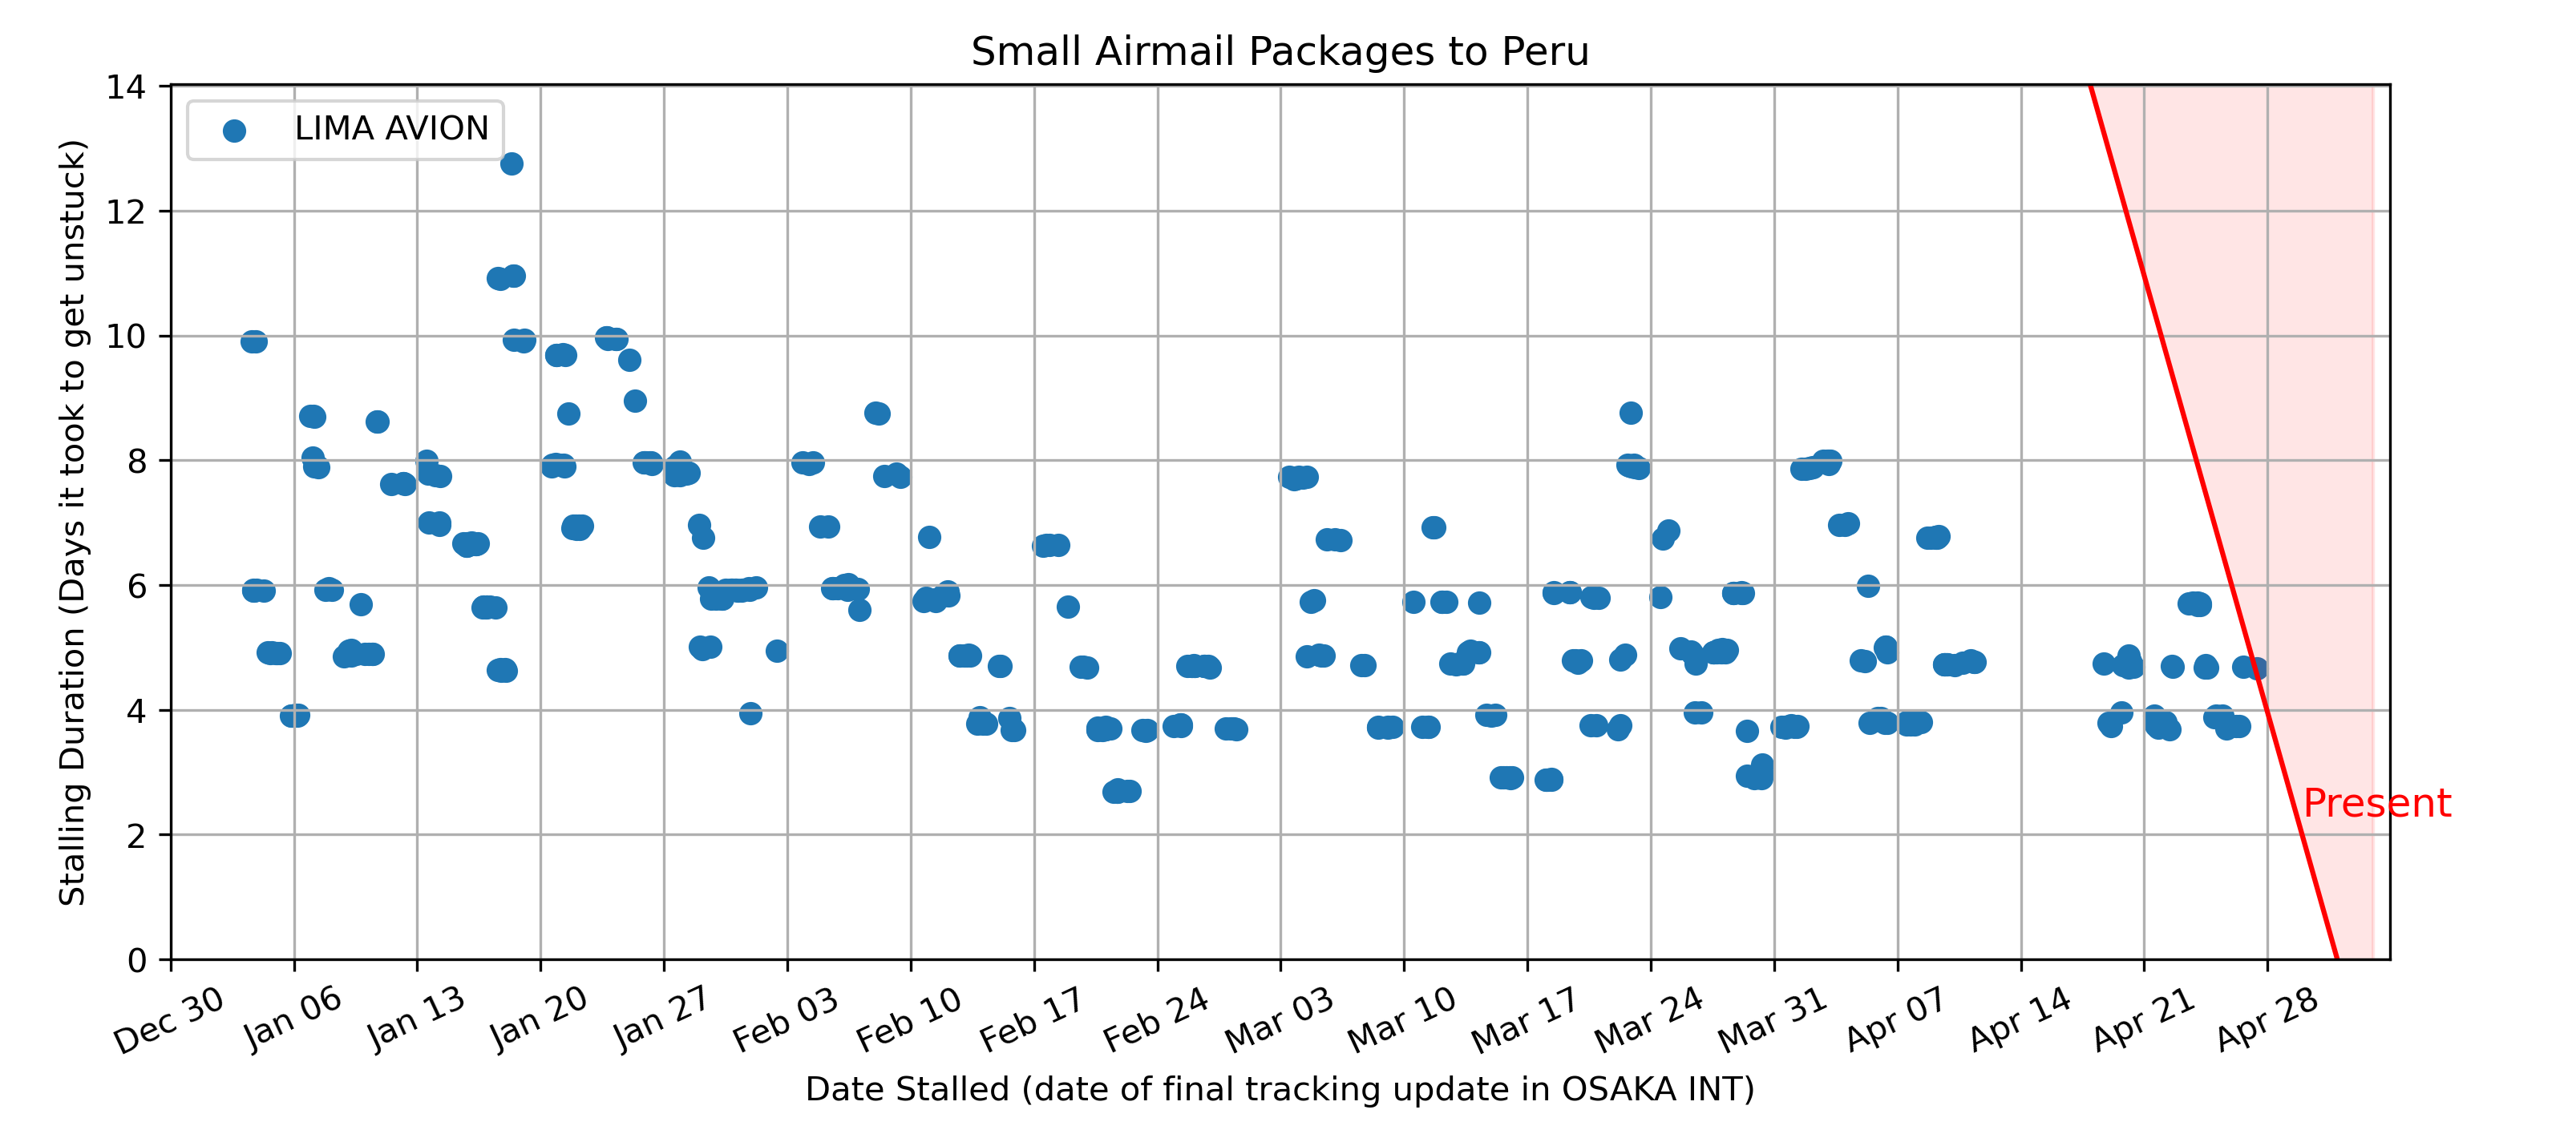 Small Airmail Packages to Peru
LIMA AVION
Stalling Duration (Days it took to get unstuck)
14
12
10
8
6
4
2
0
Present
Dec 30
Jan 06
Jan 13
Jan 20
Jan 27
Feb 03
Feb 10
Feb 17
Feb 24
Mar 03
Mar 10
Mar 17
Mar 24
Mar 31
Apr 07
Apr 14
Apr 21
Apr 28
Date Stalled (date of final tracking update in OSAKA INT)